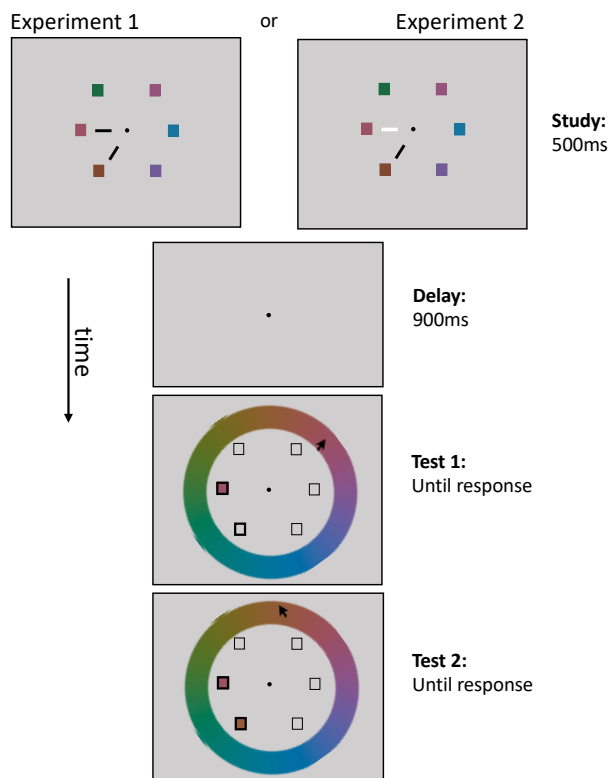 Experiment 1
or
Experiment 2
Study:
500ms
Delay:
900ms
time
Test 1:
Until response
Test 2:
Until response